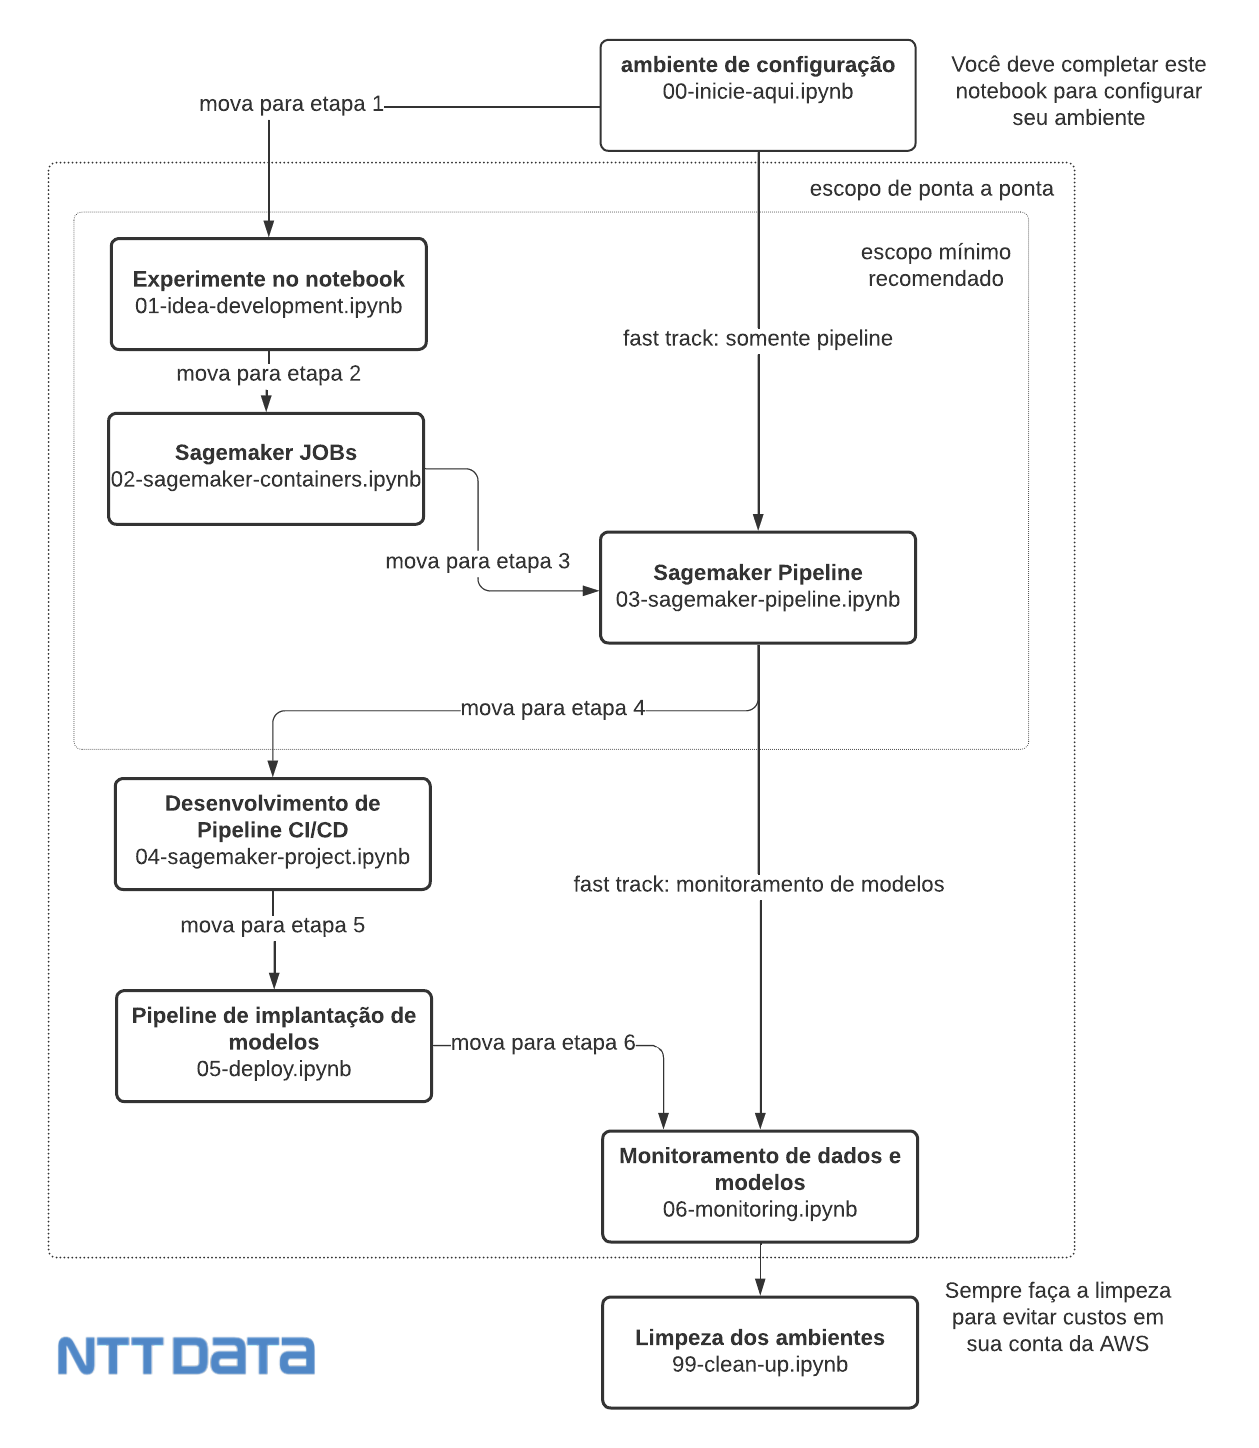 ambiente de configuração
00-inicie-aqui.ipynb
Você deve completar este
notebook para configurar
seu ambiente
mova para etapa 1
escopo de ponta a ponta
escopo mínimo
recomendado
Experimente no notebook
01-idea-development.ipynb
fast track: somente pipeline
mova para etapa 2
Sagemaker JOBs
02-sagemaker-containers.ipynb
mova para etapa 3
Sagemaker Pipeline
03-sagemaker-pipeline.ipynb
mova para etapa 4
Desenvolvimento de
Pipeline CI/CD
04-sagemaker-project.ipynb
fast track: monitoramento de modelos
mova para etapa 5
Pipeline de implantação de
modelos
05-deploy.ipynb
mova para etapa 6
Monitoramento de dados e
modelos
06-monitoring.ipynb
Sempre faça a limpeza
para evitar custos em
sua conta da AWS
Limpeza dos ambientes
99-clean-up.ipynb
NTT DATA